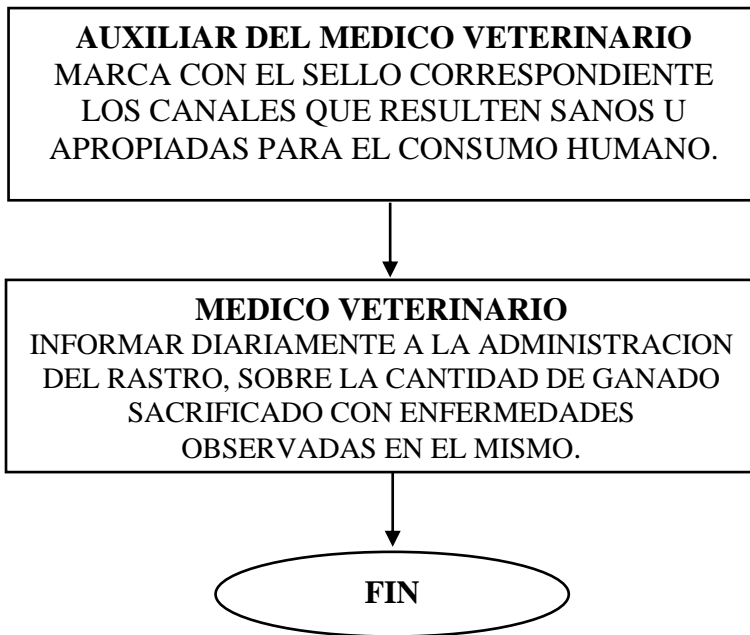 AUXILIAR DEL MEDICO VETERINARIO
MARCA CON EL SELLO CORRESPONDIENTE
LOS CANALES QUE RESULTEN SANOS U
APROPIADAS PARA EL CONSUMO HUMANO.
MEDICO VETERINARIO
INFORMAR DIARIAMENTE A LA ADMINISTRACION
DEL RASTRO, SOBRE LA CANTIDAD DE GANADO
SACRIFICADO CON ENFERMEDADES
OBSERVADAS EN EL MISMO.
FIN